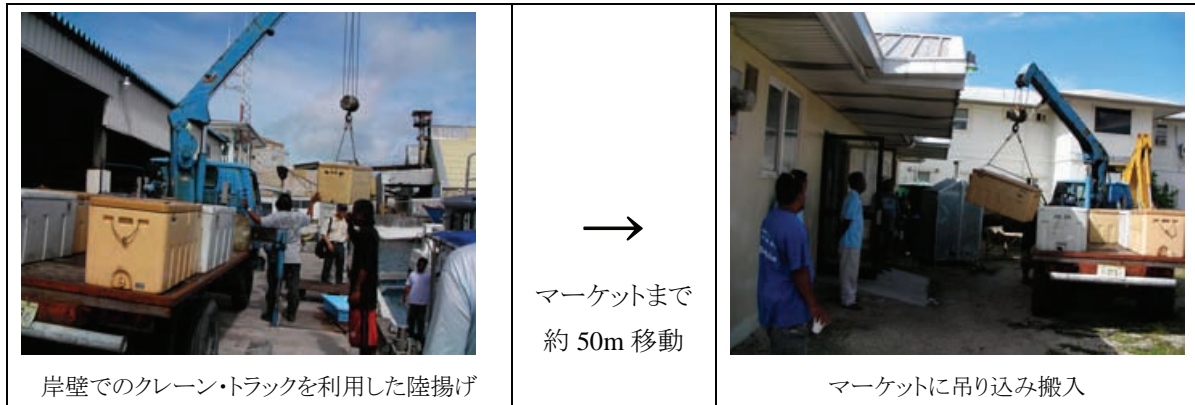 岸壁でのクレーン・トラックを利用した陸揚げ
→
マーケットまで
約 50m 移動
マーケットに吊り込み搬入